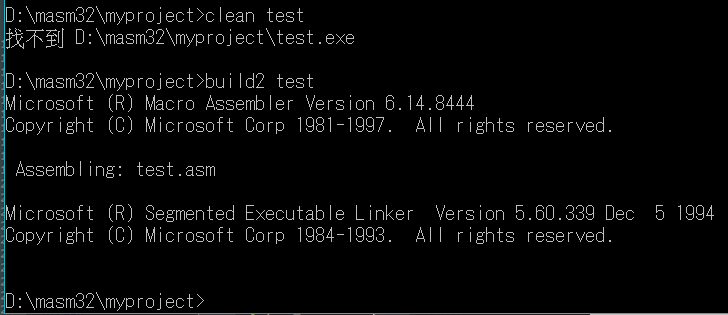 D:\masm32\myproject>clean test
找不到 D:\masm32\myproject\test.exe
D:\masm32\myproject>build2 test
Microsoft (R) Macro Assembler Version 6.14.8444
Copyright (C) Microsoft Corp 1981-1997.  All rights reserved.
Assembling: test.asm
Microsoft (R) Segmented Executable Linker  Version 5.60.339 Dec  5 1994
Copyright (C) Microsoft Corp 1984-1993.  All rights reserved.
D:\masm32\myproject>